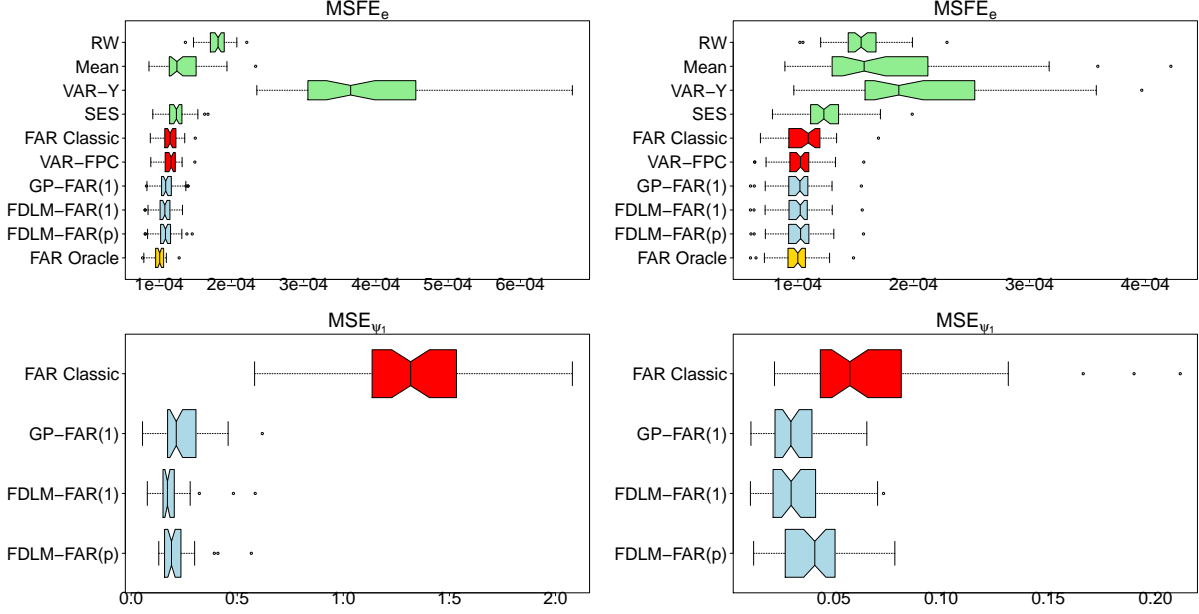 MSFEₑ
RW
Mean
VAR−Y
SES
FAR Classic
VAR−FPC
GP−FAR(1)
FDLM−FAR(1)
FDLM−FAR(p)
FAR Oracle
1e−04 2e−04 3e−04 4e−04 5e−04 6e−04
MSFEₑ
RW
Mean
VAR−Y
SES
FAR Classic
VAR−FPC
GP−FAR(1)
FDLM−FAR(1)
FDLM−FAR(p)
FAR Oracle
1e−04 2e−04 3e−04 4e−04
MSE_ψ₁
FAR Classic
GP−FAR(1)
FDLM−FAR(1)
FDLM−FAR(p)
0.0 0.5 1.0 1.5 2.0
MSE_ψ₁
FAR Classic
GP−FAR(1)
FDLM−FAR(1)
FDLM−FAR(p)
0.05 0.10 0.15 0.20